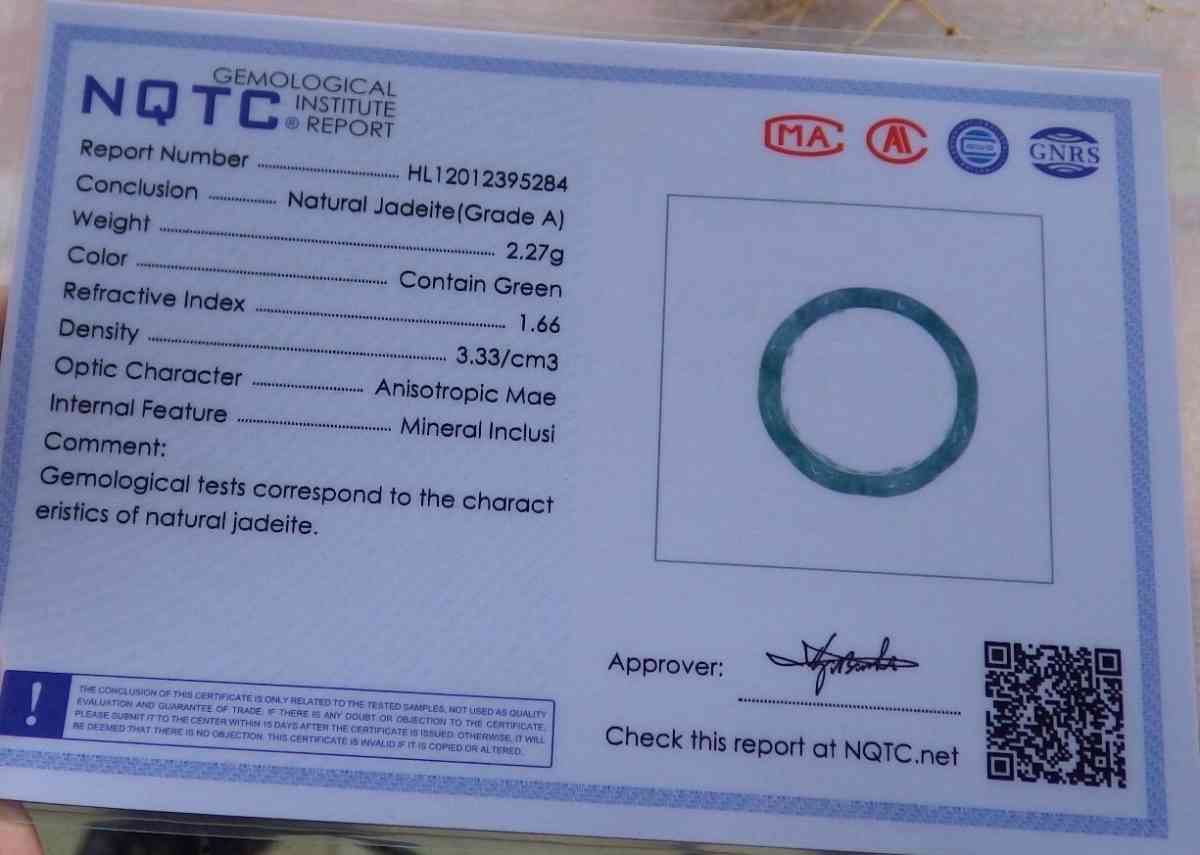 NQTC ® GEMOLOGICAL
INSTITUTE
REPORT
MA
GNRS
Report Number ........ HL12012395284
Conclusion ........ Natural Jadeite(Grade A)
Weight ........ 2.27g
Color ........ Contain Green
Refractive Index ........ 1.66
Density ........ 3.33/cm3
Optic Character ........ Anisotropic Mae
Internal Feature ........ Mineral Inclusi
Comment:
Gemological tests correspond to the charact
eristics of natural jadeite.
! THE CONCLUSION OF THIS CERTIFICATE IS ONLY RELATED TO THE TESTED SAMPLES, NOT USED AS QUALITY
EVALUATION AND GUARANTEE OF TRADE. IF THERE IS ANY DOUBT OR OBJECTION TO THE CERTIFICATE,
PLEASE SUBMIT IT TO THE CENTER WITHIN 15 DAYS AFTER THE CERTIFICATE IS ISSUED. OTHERWISE, IT WILL
BE DEEMED THAT THERE IS NO OBJECTION. THIS CERTIFICATE IS INVALID IF IT IS COPIED OR ALTERED.
Approver:
Check this report at NQTC.net